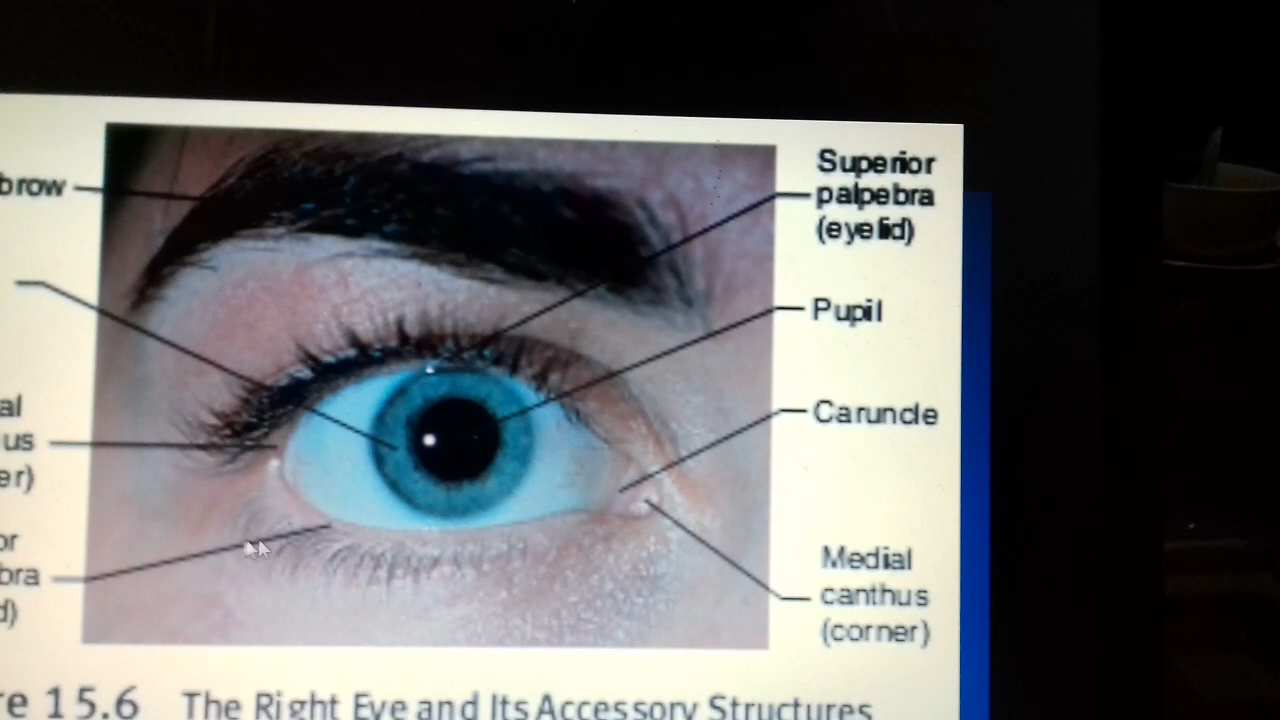 brow
al
us
er)
or
bra
d)
Superior
palpebra
(eyelid)
Pupil
Caruncle
Medial
canthus
(corner)
re 15.6 The Right Eye and Its Accessory Structures